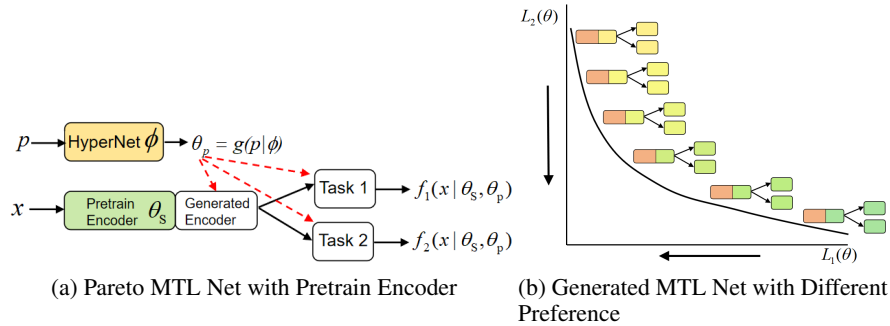 p
HyperNet ϕ
θp = g(p|ϕ)
x
Pretrain
Encoder θS
Generated
Encoder
Task 1
f1(x | θS, θp)
Task 2
f2(x | θS, θp)
(a) Pareto MTL Net with Pretrain Encoder
L2(θ)
L1(θ)
(b) Generated MTL Net with Different
Preference